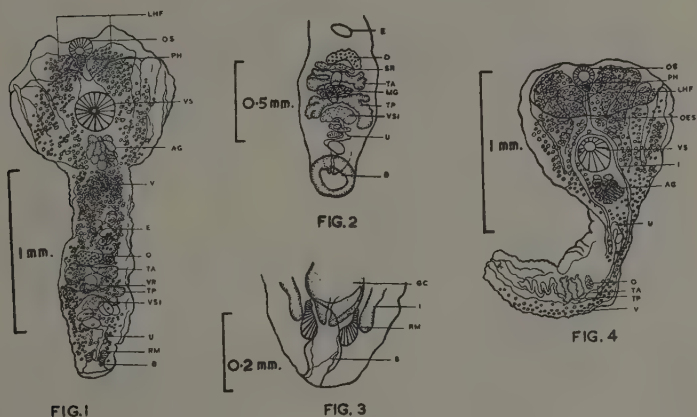 LHF
OS
PH
VS
AG
V
E
O
TA
VR
TP
VSI
U
RM
B
1 mm.
FIG.1
E
O
SR
TA
MG
TP
VSI
U
B
0·5 mm.
FIG.2
GC
I
RM
B
0·2 mm.
FIG. 3
OS
PH
LHF
OES
VS
I
AG
U
O
TA
TP
V
1 mm.
FIG. 4